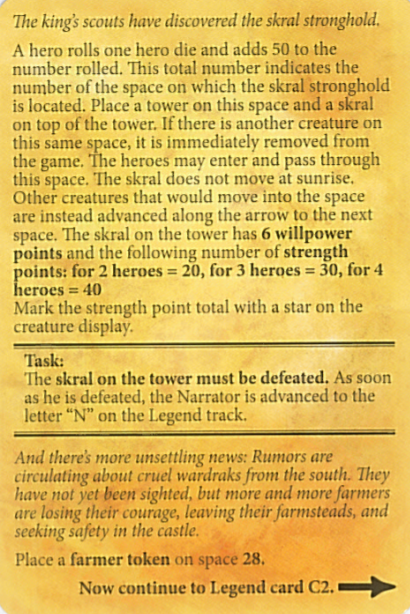 The king's scouts have discovered the skral stronghold.
A hero rolls one hero die and adds 50 to the
number rolled. This total number indicates the
number of the space on which the skral stronghold
is located. Place a tower on this space and a skral
on top of the tower. If there is another creature on
this same space, it is immediately removed from
the game. The heroes may enter and pass through
this space. The skral does not move at sunrise.
Other creatures that would move into the space
are instead advanced along the arrow to the next
space. The skral on the tower has 6 willpower
points and the following number of strength
points: for 2 heroes = 20, for 3 heroes = 30, for 4
heroes = 40
Mark the strength point total with a star on the
creature display.
Task:
The skral on the tower must be defeated. As soon
as he is defeated, the Narrator is advanced to the
letter “N” on the Legend track.
And there's more unsettling news: Rumors are
circulating about cruel wardraks from the south. They
have not yet been sighted, but more and more farmers
are losing their courage, leaving their farmsteads, and
seeking safety in the castle.
Place a farmer token on space 28.
Now continue to Legend card C2.